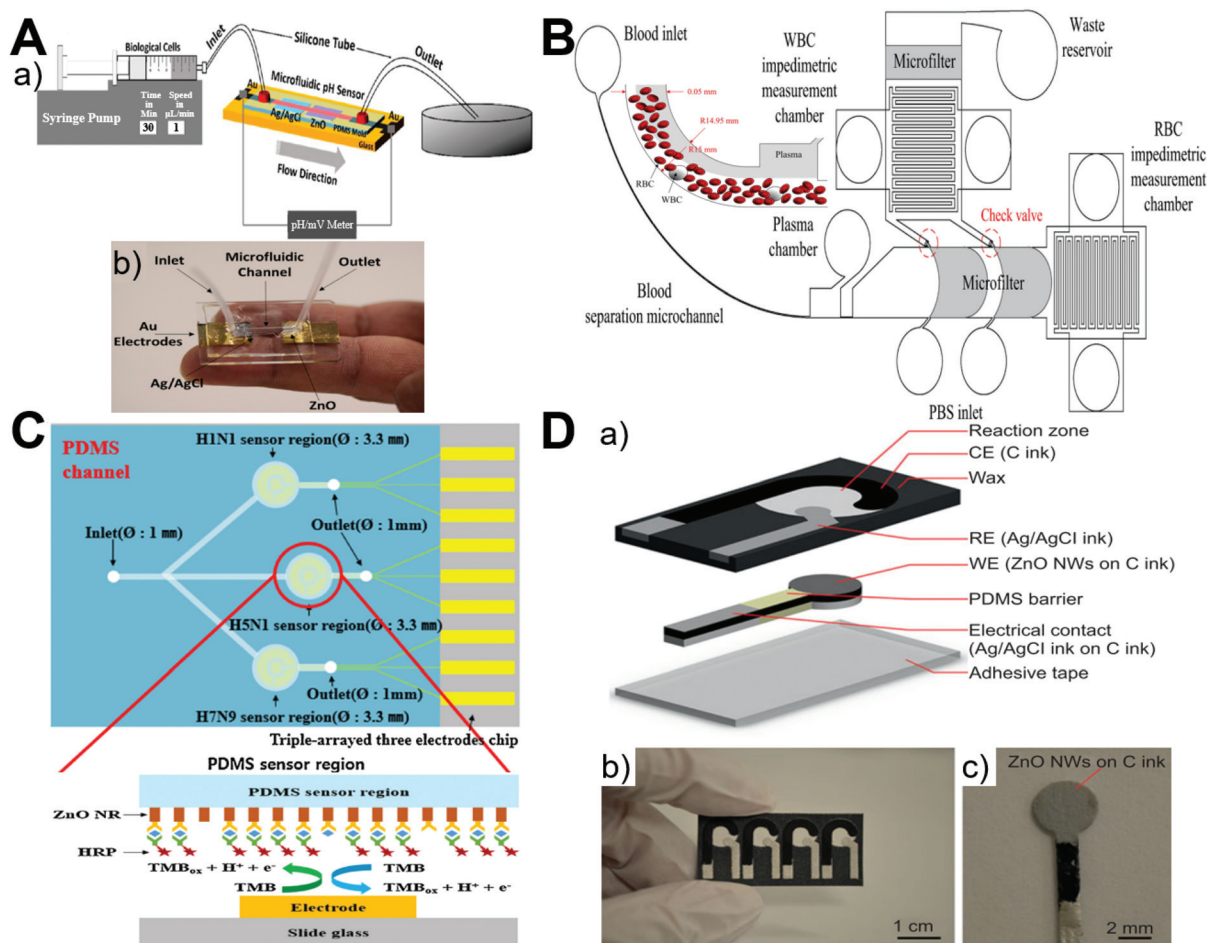 A
a)
Biological Cells
Inlet
Silicone Tube
Outlet
Syringe Pump
Time
in
Min
30
Speed
in
µL/min
1
Au
Microfluidic pH Sensor
Au
Ag/AgCl
ZnO
PDMS Mold
Glass
Flow Direction
pH/mV Meter
b)
Inlet
Microfluidic
Channel
Outlet
Au
Electrodes
Ag/AgCl
ZnO
B
Blood inlet
WBC
impedimetric
measurement
chamber
Microfilter
Waste
reservoir
0.05 mm
R14.95 mm
R15 mm
Plasma
RBC
WBC
RBC
impedimetric
measurement
chamber
Plasma
chamber
Check valve
Microfilter
Blood
separation microchannel
PBS inlet
C
PDMS
channel
H1N1 sensor region(Ø : 3.3 mm)
Outlet(Ø : 1mm)
Inlet(Ø : 1 mm)
H5N1 sensor region(Ø : 3.3 mm)
Outlet(Ø : 1mm)
H7N9 sensor region(Ø : 3.3 mm)
Triple-arrayed three electrodes chip
PDMS sensor region
PDMS sensor region
ZnO NR
HRP
TMBox + H+ + e-
TMB
TMB
TMBox + H+ + e-
Electrode
Slide glass
D
a)
Reaction zone
CE (C ink)
Wax
RE (Ag/AgCl ink)
WE (ZnO NWs on C ink)
PDMS barrier
Electrical contact
(Ag/AgCl ink on C ink)
Adhesive tape
b)
1 cm
c)
ZnO NWs on C ink
2 mm